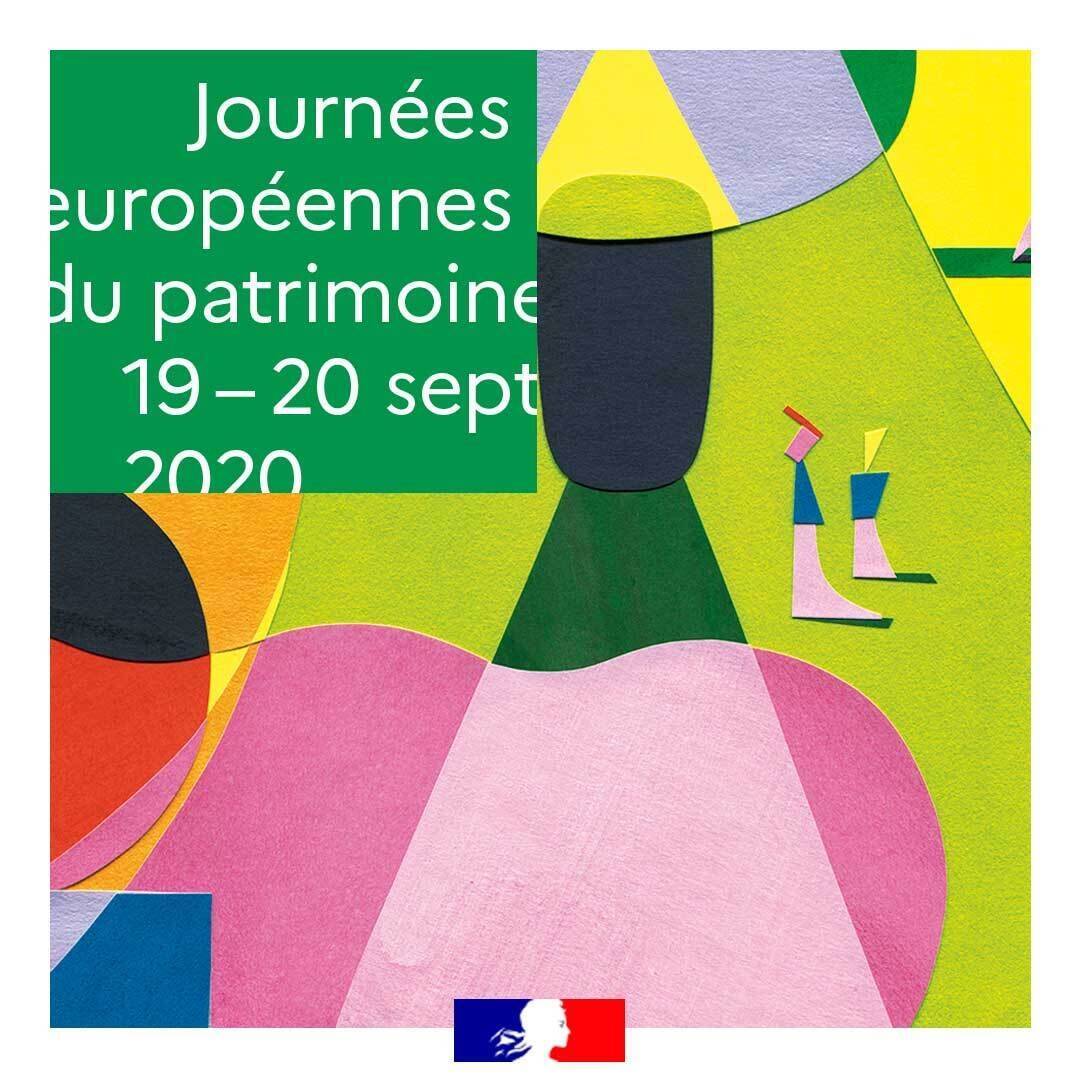 Journées
européennes
du patrimoine
19 – 20 sept
2020